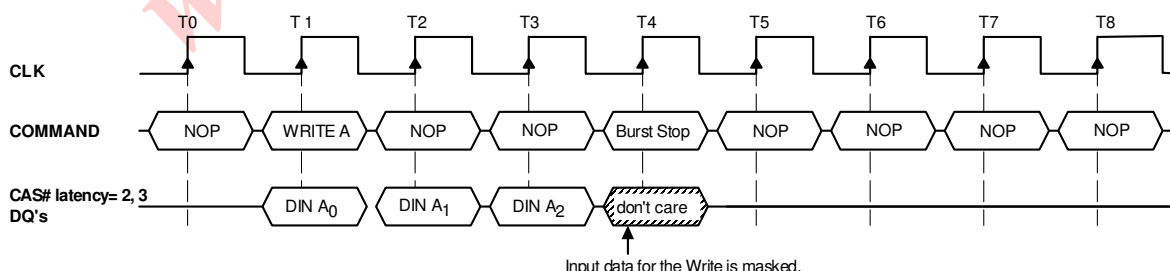 T0 T1 T2 T3 T4 T5 T6 T7 T8
CLK
COMMAND NOP WRITE A NOP NOP Burst Stop NOP NOP NOP NOP
CAS# latency= 2, 3
DQ's DIN A0 DIN A1 DIN A2 don't care
Input data for the Write is masked.